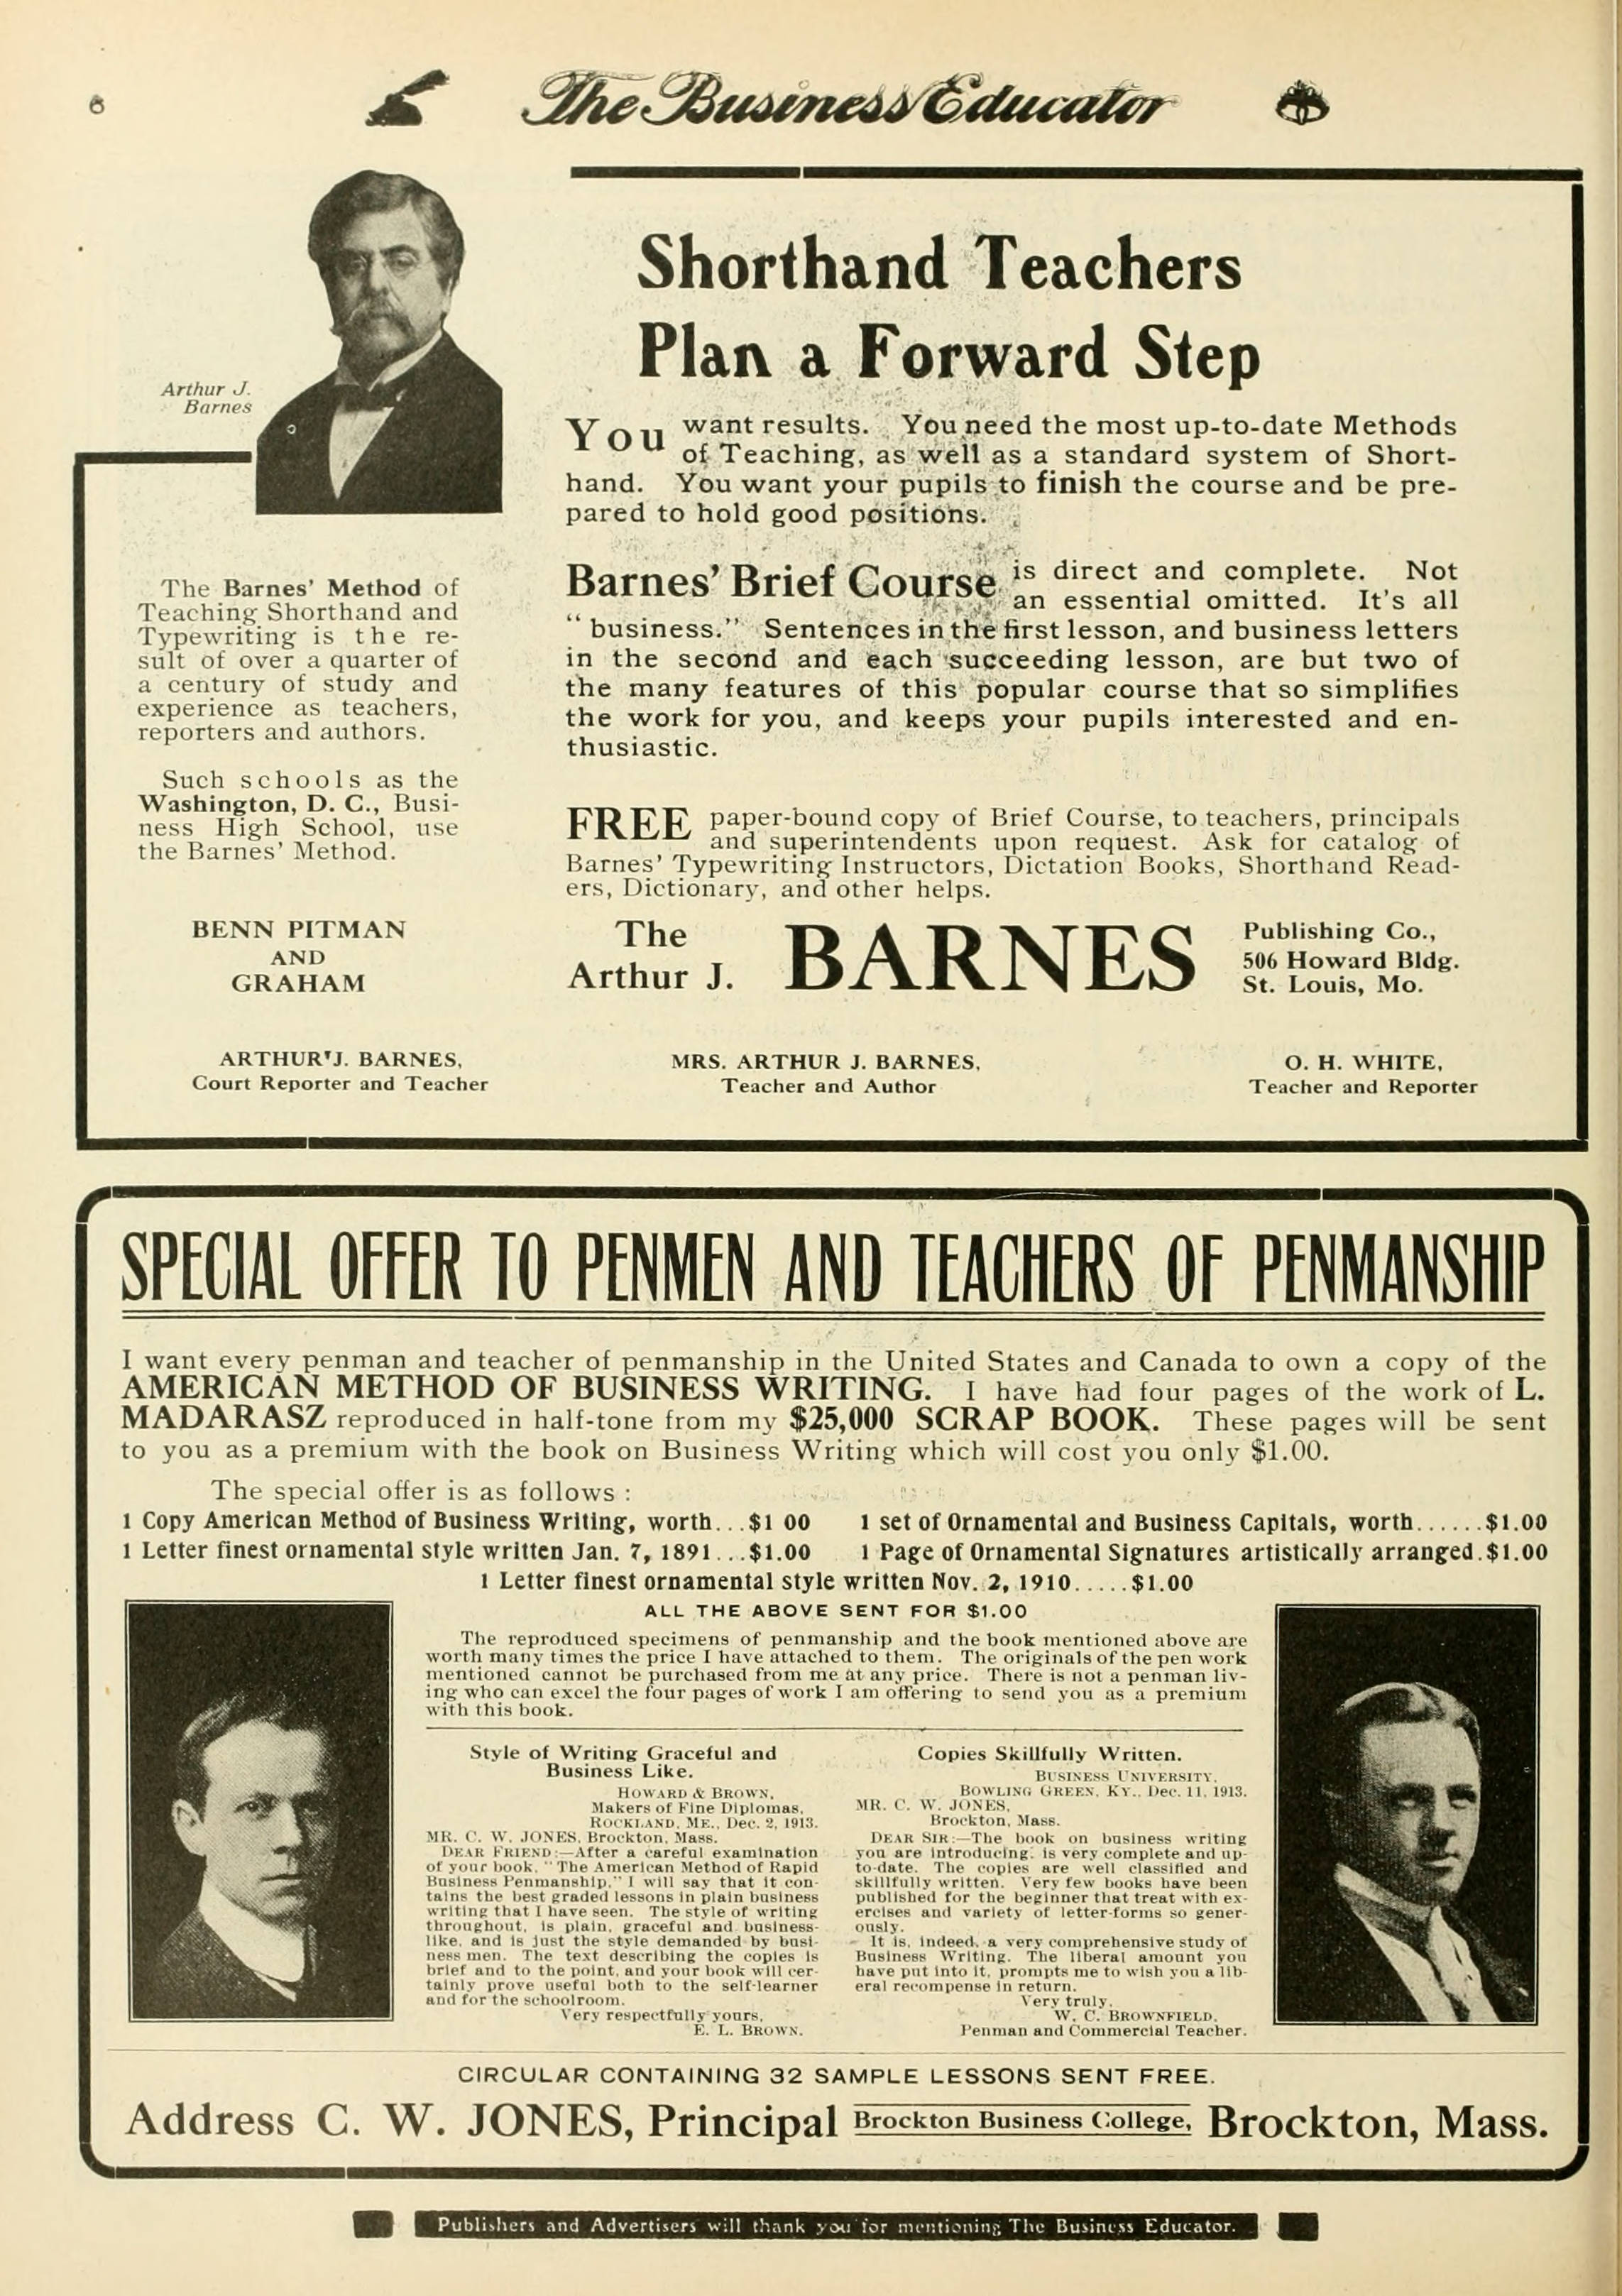 6
The Business Educator
Arthur J.
Barnes
Shorthand Teachers
Plan a Forward Step
You want results. You need the most up-to-date Methods
of Teaching, as well as a standard system of Short-
hand. You want your pupils to finish the course and be pre-
pared to hold good positions.
The Barnes' Method of
Teaching Shorthand and
Typewriting is the re-
sult of over a quarter of
a century of study and
experience as teachers,
reporters and authors.
Such schools as the
Washington, D. C., Busi-
ness High School, use
the Barnes' Method.
BENN PITMAN
AND
GRAHAM
Barnes' Brief Course is direct and complete. Not
an essential omitted. It's all
"business." Sentences in the first lesson, and business letters
in the second and each succeeding lesson, are but two of
the many features of this popular course that so simplifies
the work for you, and keeps your pupils interested and en-
thusiastic.
FREE paper-bound copy of Brief Course, to teachers, principals
and superintendents upon request. Ask for catalog of
Barnes' Typewriting Instructors, Dictation Books, Shorthand Read-
ers, Dictionary, and other helps.
The
Arthur J.
BARNES
Publishing Co.,
506 Howard Bldg.
St. Louis, Mo.
ARTHUR J. BARNES,
Court Reporter and Teacher
MRS. ARTHUR J. BARNES,
Teacher and Author
O. H. WHITE,
Teacher and Reporter
SPECIAL OFFER TO PENMEN AND TEACHERS OF PENMANSHIP
I want every penman and teacher of penmanship in the United States and Canada to own a copy of the
AMERICAN METHOD OF BUSINESS WRITING. I have had four pages of the work of L.
MADARASZ reproduced in half-tone from my $25,000 SCRAP BOOK. These pages will be sent
to you as a premium with the book on Business Writing which will cost you only $1.00.
The special offer is as follows :
1 Copy American Method of Business Writing, worth...$1 00
1 set of Ornamental and Business Capitals, worth......$1.00
1 Letter finest ornamental style written Jan. 7, 1891...$1.00
1 Page of Ornamental Signatures artistically arranged.$1.00
1 Letter finest ornamental style written Nov. 2, 1910.....$1.00
ALL THE ABOVE SENT FOR $1.00
The reproduced specimens of penmanship and the book mentioned above are
worth many times the price I have attached to them. The originals of the pen work
mentioned cannot be purchased from me at any price. There is not a penman liv-
ing who can excel the four pages of work I am offering to send you as a premium
with this book.
Style of Writing Graceful and
Business Like.
HOWARD & BROWN,
Makers of Fine Diplomas,
ROCKLAND, ME., Dec. 2, 1913.
MR. C. W. JONES, Brockton, Mass.
DEAR FRIEND:—After a careful examination
of your book, "The American Method of Rapid
Business Penmanship," I will say that it con-
tains the best graded lessons in plain business
writing that I have seen. The style of writing
throughout, is plain, graceful and business-
like, and is just the style demanded by busi-
ness men. The text describing the copies is
brief and to the point, and your book will cer-
tainly prove useful both to the self-learner
and for the schoolroom.
Very respectfully yours,
E. L. BROWN.
Copies Skillfully Written.
BUSINESS UNIVERSITY,
BOWLING GREEN, KY., Dec. 11, 1913.
MR. C. W. JONES,
Brockton, Mass.
DEAR SIR:—The book on business writing
you are introducing, is very complete and up-
to-date. The copies are well classified and
skillfully written. Very few books have been
published for the beginner that treat with ex-
ercises and variety of letter-forms so gener-
ously.
It is, indeed, a very comprehensive study of
Business Writing. The liberal amount you
have put into it, prompts me to wish you a lib-
eral recompense in return.
Very truly,
W. C. BROWNFIELD,
Penman and Commercial Teacher.
CIRCULAR CONTAINING 32 SAMPLE LESSONS SENT FREE.
Address C. W. JONES, Principal Brockton Business College, Brockton, Mass.
Publishers and Advertisers will thank you for mentioning The Business Educator.